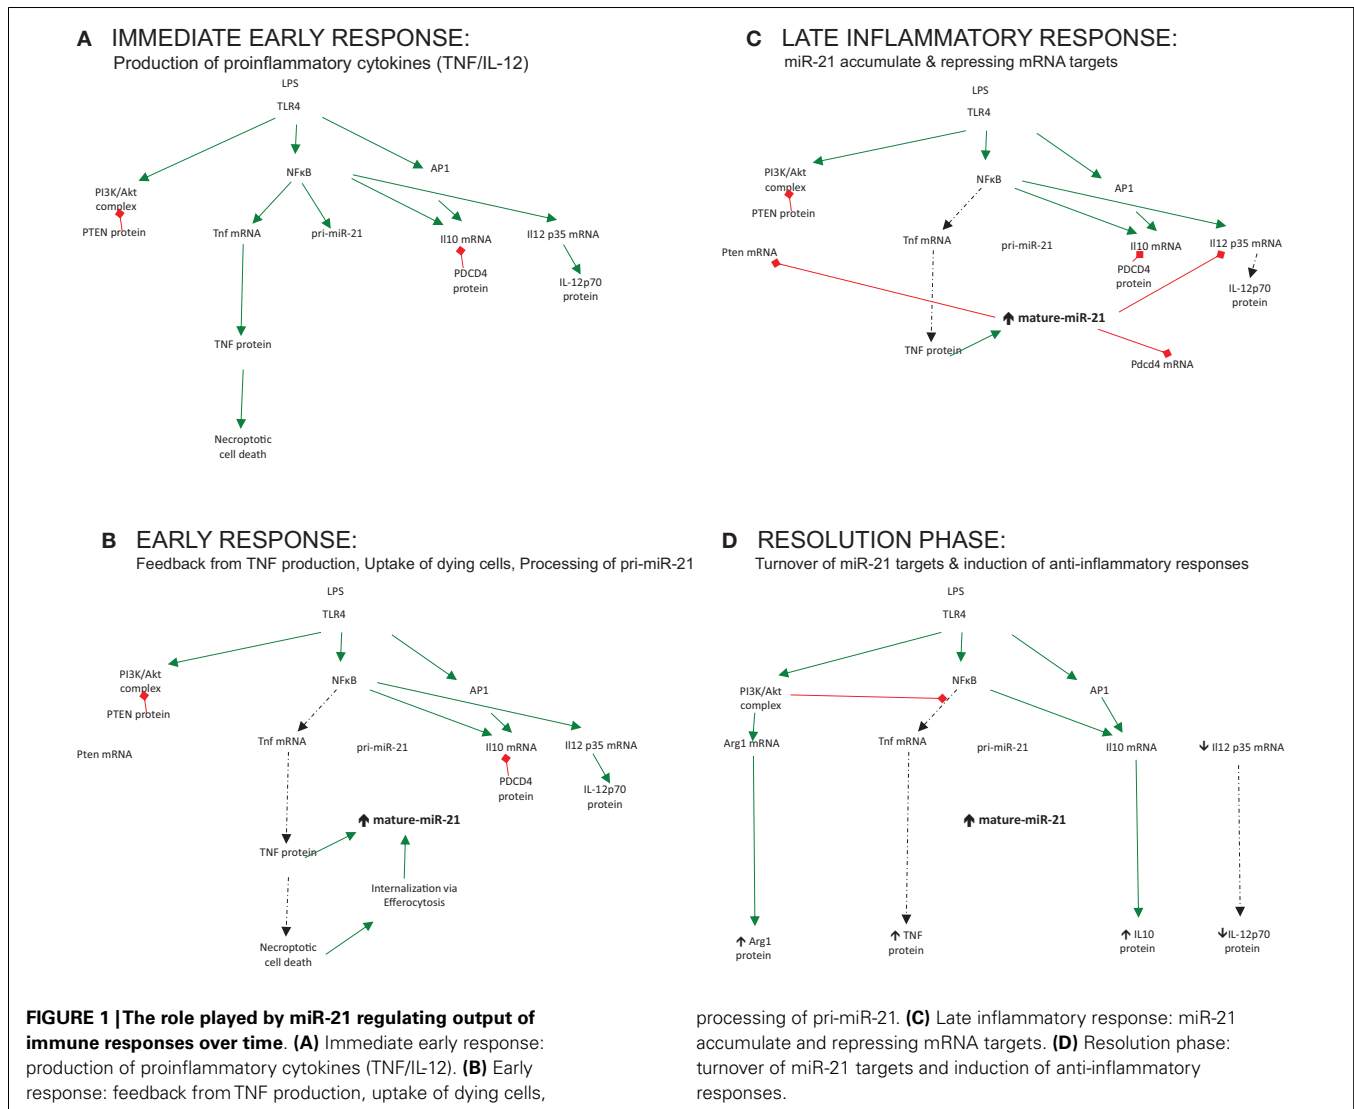 A IMMEDIATE EARLY RESPONSE:
Production of proinflammatory cytokines (TNF/IL-12)
LPS
TLR4
NFκB
AP1
PI3K/Akt
complex
PTEN protein
Tnf mRNA
pri-miR-21
Il10 mRNA
Il12 p35 mRNA
PDCD4
protein
IL-12p70
protein
TNF protein
Necroptotic
cell death
C LATE INFLAMMATORY RESPONSE:
miR-21 accumulate & repressing mRNA targets
LPS
TLR4
PI3K/Akt
complex
NFκB
AP1
PTEN protein
Tnf mRNA
pri-miR-21
Il10 mRNA
Il12 p35 mRNA
Pten mRNA
PDCD4
protein
IL-12p70
protein
mature-miR-21
TNF protein
Pdcd4 mRNA
B EARLY RESPONSE:
Feedback from TNF production, Uptake of dying cells, Processing of pri-miR-21
LPS
TLR4
PI3K/Akt
complex
NFκB
AP1
PTEN protein
Tnf mRNA
pri-miR-21
Il10 mRNA
Il12 p35 mRNA
Pten mRNA
PDCD4
protein
IL-12p70
protein
mature-miR-21
TNF protein
Internalization via
Efferocytosis
Necroptotic
cell death
D RESOLUTION PHASE:
Turnover of miR-21 targets & induction of anti-inflammatory responses
LPS
TLR4
PI3K/Akt
complex
NFκB
AP1
Arg1 mRNA
Tnf mRNA
pri-miR-21
Il10 mRNA
Il12 p35 mRNA
mature-miR-21
Arg1
protein
TNF
protein
IL10
protein
IL-12p70
protein
FIGURE 1 | The role played by miR-21 regulating output of
immune responses over time. (A) Immediate early response:
production of proinflammatory cytokines (TNF/IL-12). (B) Early
response: feedback from TNF production, uptake of dying cells,
processing of pri-miR-21. (C) Late inflammatory response: miR-21
accumulate and repressing mRNA targets. (D) Resolution phase:
turnover of miR-21 targets and induction of anti-inflammatory
responses.